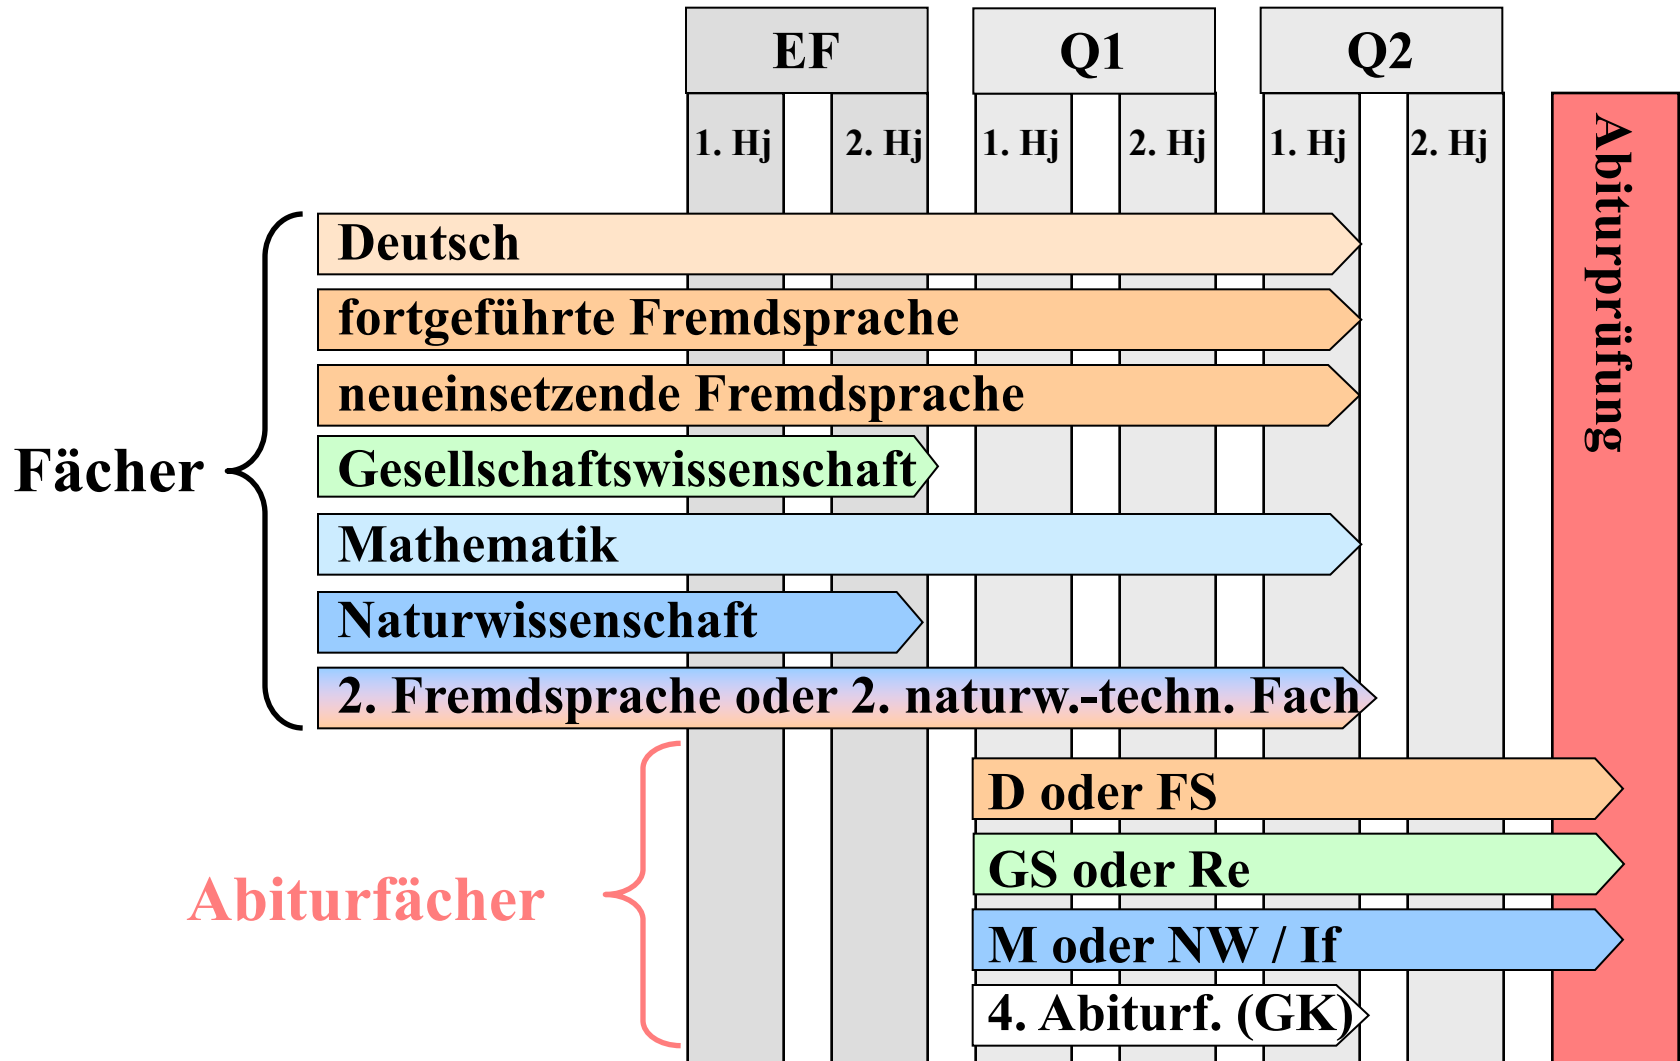 EF
Q1
Q2
1. Hj
2. Hj
1. Hj
2. Hj
1. Hj
2. Hj
Abiturprüfung
Fächer
Deutsch
fortgeführte Fremdsprache
neueinsetzende Fremdsprache
Gesellschaftswissenschaft
Mathematik
Naturwissenschaft
2. Fremdsprache oder 2. naturw.-techn. Fach
Abiturfächer
D oder FS
GS oder Re
M oder NW / If
4. Abiturf. (GK)